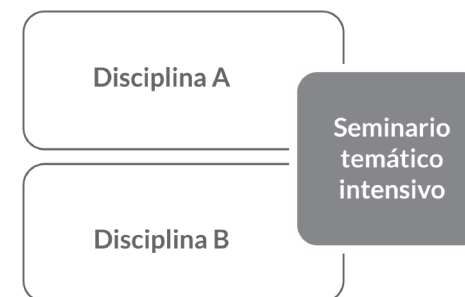 Disciplina A
Seminario
temático
intensivo
Disciplina B